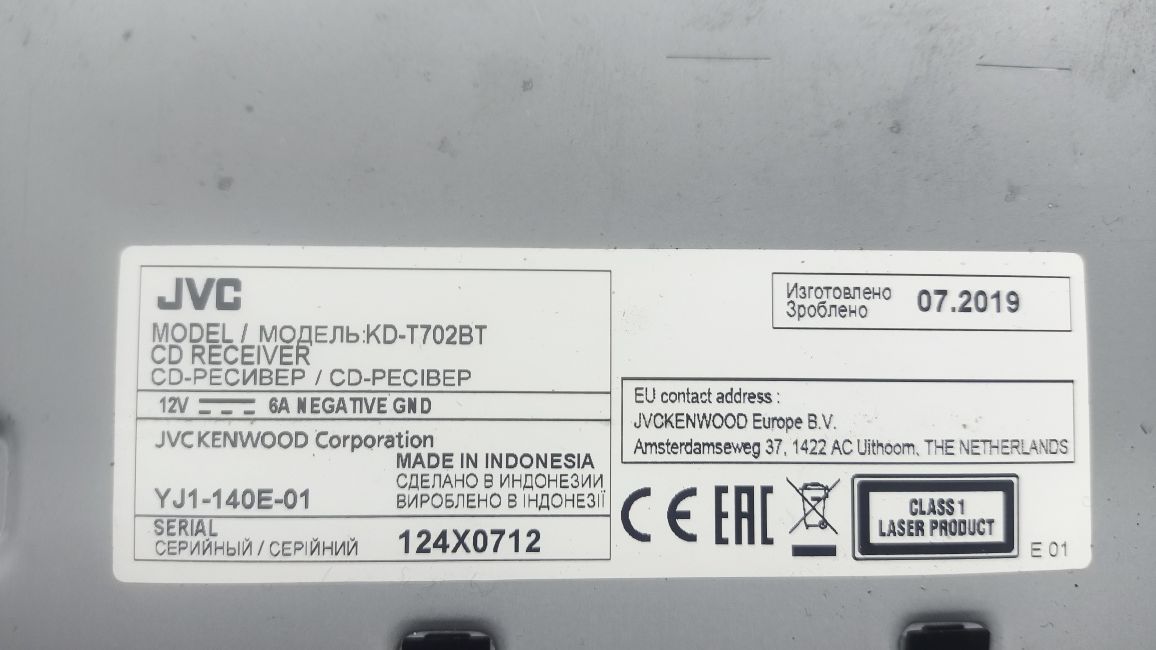 JVC
MODEL / МОДЕЛЬ:KD-T702BT
CD RECEIVER
CD-РЕСИВЕР / CD-РЕСІВЕР
12V 6A NEGATIVE GND
JVCKENWOOD Corporation
MADE IN INDONESIA
СДЕЛАНО В ИНДОНЕЗИИ
YJ1-140E-01
ВИРОБЛЕНО В ІНДОНЕЗІЇ
SERIAL
СЕРИЙНЫЙ / СЕРІЙНИЙ
124X0712
Изготовлено
Зроблено
07.2019
EU contact address :
JVCKENWOOD Europe B.V.
Amsterdamseweg 37, 1422 AC Uithoorn, THE NETHERLANDS
CE EAC
CLASS 1
LASER PRODUCT
E 01